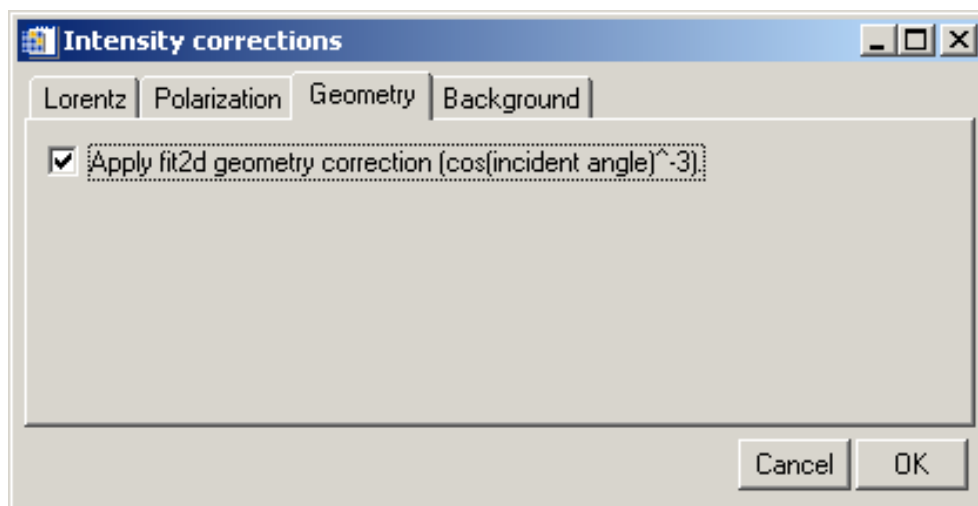 Intensity corrections
Lorentz Polarization Geometry Background
Apply fit2d geometry correction (cos(incident angle)^-3).
Cancel OK